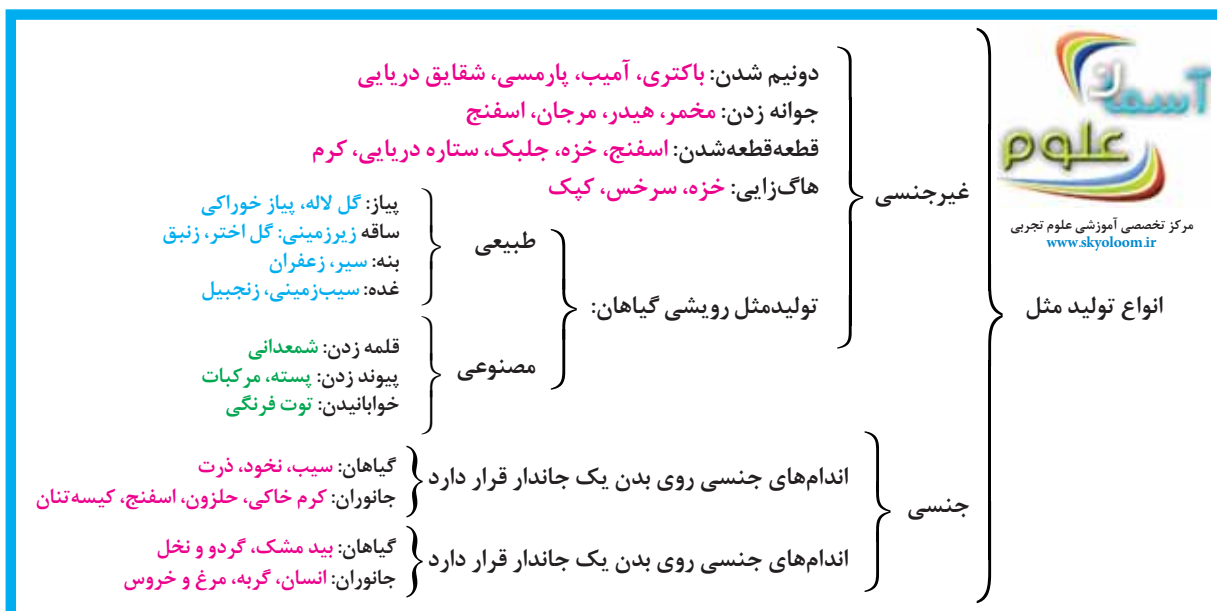 آسمان
علوم
مرکز تخصصی آموزشی علوم تجربی
www.skyoloom.ir
انواع تولید مثل
غیرجنسی
دونیم شدن: باکتری، آمیب، پارمسی، شقایق دریایی
جوانه زدن: مخمر، هیدر، مرجان، اسفنج
قطعه‌قطعه‌شدن: اسفنج، خزه، جلبک، ستاره دریایی، کرم
هاگ‌زایی: خزه، سرخس، کپک
تولیدمثل رویشی گیاهان:
طبیعی
پیاز: گل لاله، پیاز خوراکی
ساقه زیرزمینی: گل اختر، زنبق
بنه: سیر، زعفران
غده: سیب‌زمینی، زنجبیل
مصنوعی
قلمه زدن: شمعدانی
پیوند زدن: پسته، مرکبات
خوابانیدن: توت فرنگی
جنسی
اندام‌های جنسی روی بدن یک جاندار قرار دارد
گیاهان: سیب، نخود، ذرت
جانوران: کرم خاکی، حلزون، اسفنج، کیسه‌تنان
اندام‌های جنسی روی بدن یک جاندار قرار دارد
گیاهان: بید مشک، گردو و نخل
جانوران: انسان، گربه، مرغ و خروس